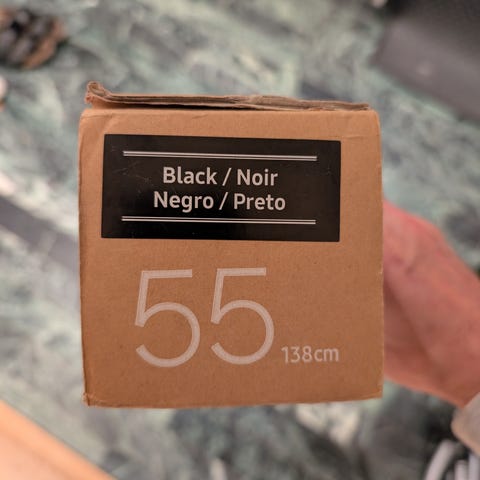 Black / Noir
Negro / Preto
55 138cm